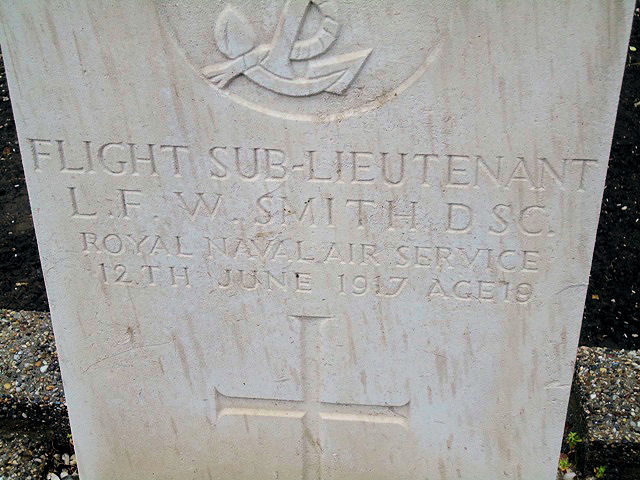 FLIGHT SUB-LIEUTENANT
L. F. W. SMITH D.S.C.
ROYAL NAVAL AIR SERVICE
12TH JUNE 1917 AGE 19